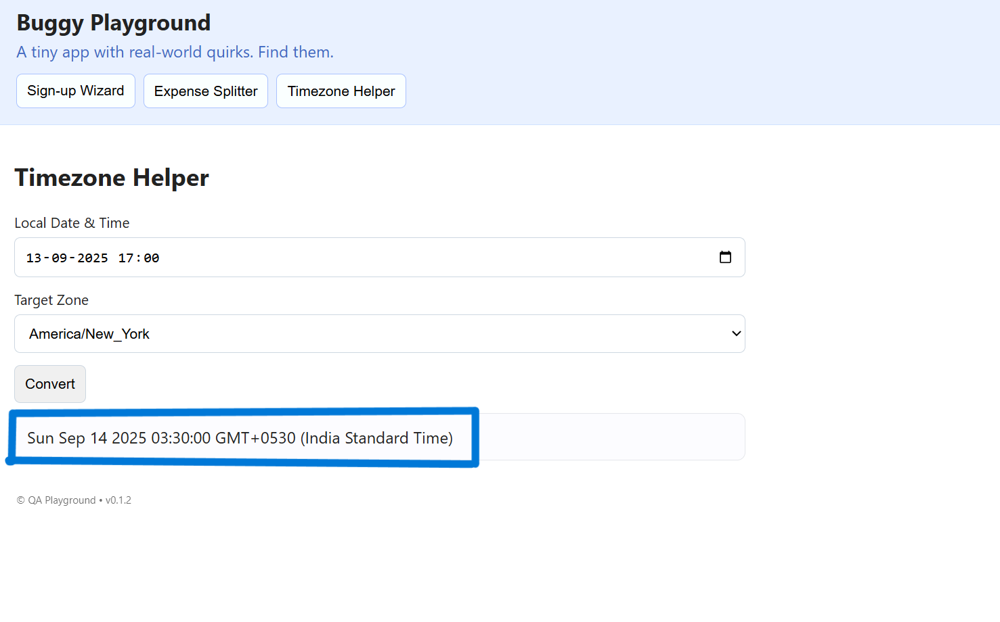 Buggy Playground
A tiny app with real-world quirks. Find them.
Sign-up Wizard Expense Splitter Timezone Helper
Timezone Helper
Local Date & Time
13-09-2025 17:00
Target Zone
America/New_York
Convert
Sun Sep 14 2025 03:30:00 GMT+0530 (India Standard Time)
© QA Playground • v0.1.2